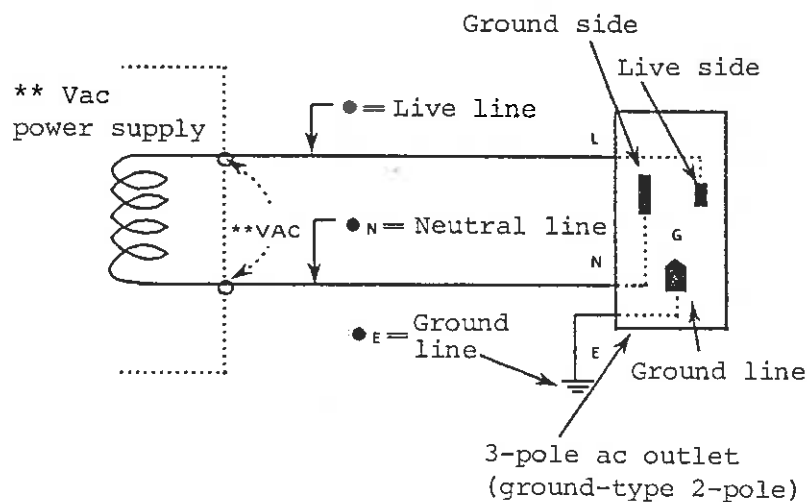 Ground side
Live side
** Vac
power supply
●= Live line
L
**VAC
●N= Neutral line
N
G
●E= Ground
line
E
Ground line
3-pole ac outlet
(ground-type 2-pole)